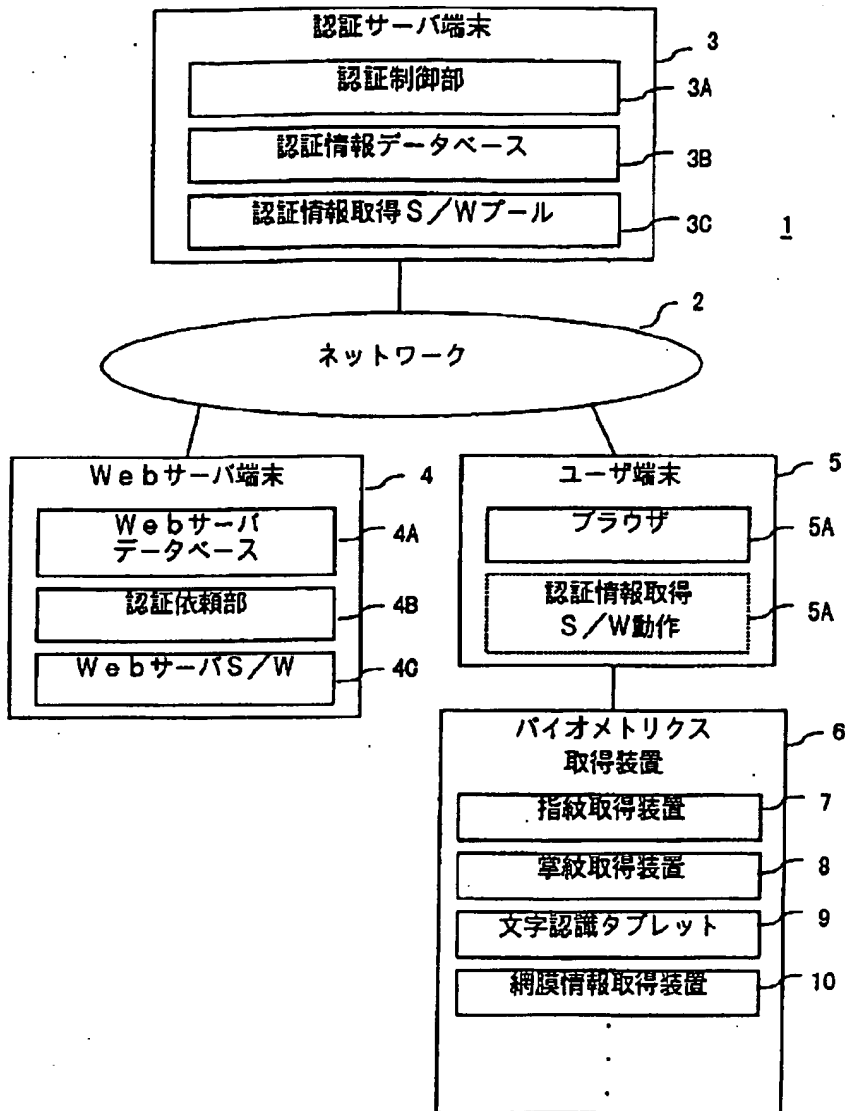 認証サーバ端末
3
認証制御部
3A
認証情報データベース
3B
認証情報取得S/Wプール
3C
1
2
ネットワーク
Webサーバ端末
4
Webサーバ
データベース
4A
認証依頼部
4B
WebサーバS/W
4C
ユーザ端末
5
ブラウザ
5A
認証情報取得
S/W動作
5A
バイオメトリクス
取得装置
6
指紋取得装置
7
掌紋取得装置
8
文字認識タブレット
9
網膜情報取得装置
10